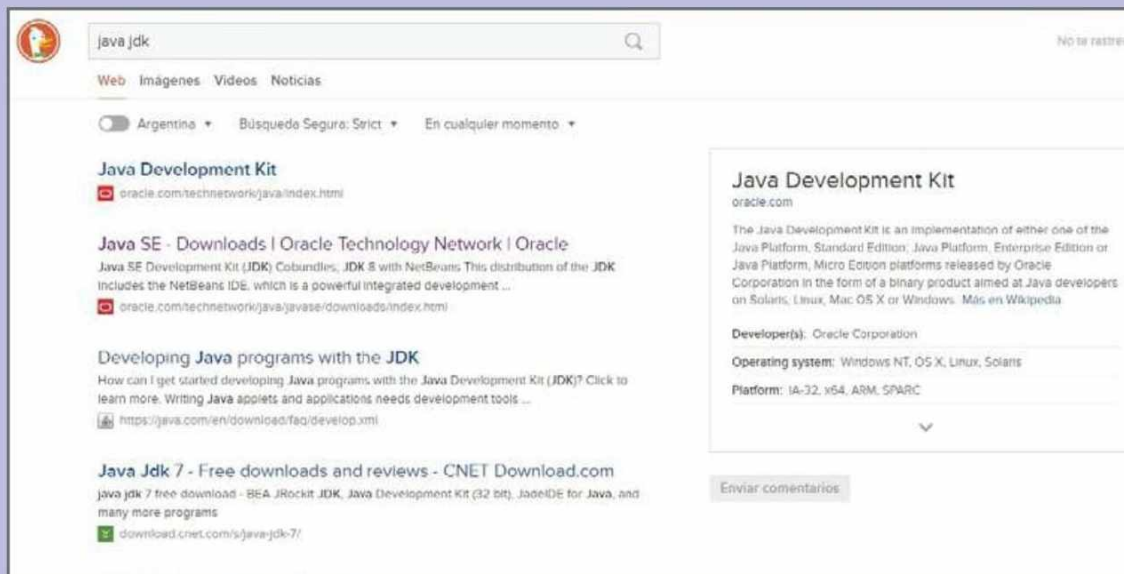 java jdk
No te rastre
Web Imágenes Videos Noticias
Argentina Búsqueda Segura: Strict En cualquier momento
Java Development Kit
oracle.com/technetwork/java/index.html
Java SE - Downloads | Oracle Technology Network | Oracle
Java SE Development Kit (JDK) Cobundles, JDK 8 with NetBeans This distribution of the JDK
includes the NetBeans IDE, which is a powerful integrated development ...
oracle.com/technetwork/java/javase/downloads/index.html
Developing Java programs with the JDK
How can I get started developing Java programs with the Java Development Kit (JDK)? Click to
learn more. Writing Java applets and applications needs development tools ...
https://java.com/en/download/faq/develop.xml
Java Jdk 7 - Free downloads and reviews - CNET Download.com
java jdk 7 free download - BEA JRockit JDK, Java Development Kit (32 bit), JadeIDE for Java, and
many more programs
download.cnet.com/s/java-jdk-7/
Java Development Kit
oracle.com
The Java Development Kit is an implementation of either one of the
Java Platform, Standard Edition; Java Platform, Enterprise Edition or
Java Platform, Micro Edition platforms released by Oracle
Corporation in the form of a binary product aimed at Java developers
on Solaris, Linux, Mac OS X or Windows. Más en Wikipedia
Developer(s): Oracle Corporation
Operating system: Windows NT, OS X, Linux, Solaris
Platform: IA-32, x64, ARM, SPARC
Enviar comentarios